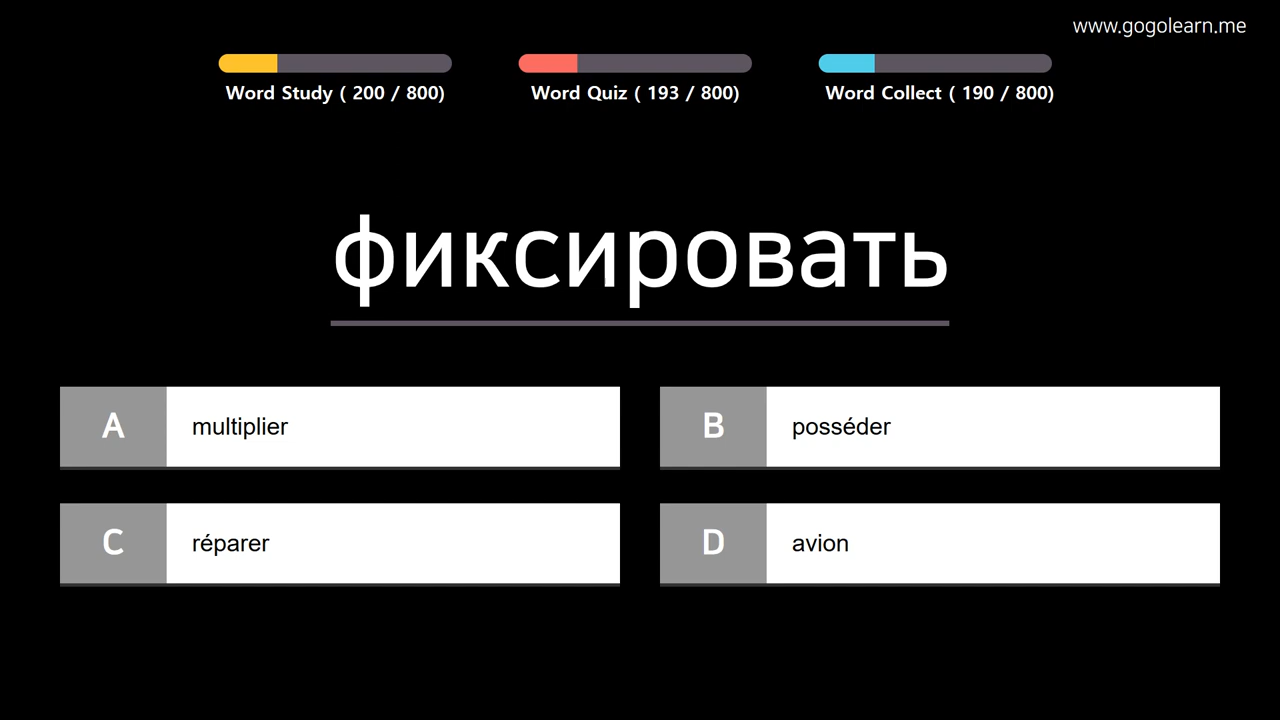 www.gogolearn.me
Word Study ( 200 / 800)
Word Quiz ( 193 / 800)
Word Collect ( 190 / 800)
фиксировать
A multiplier
B posséder
C réparer
D avion